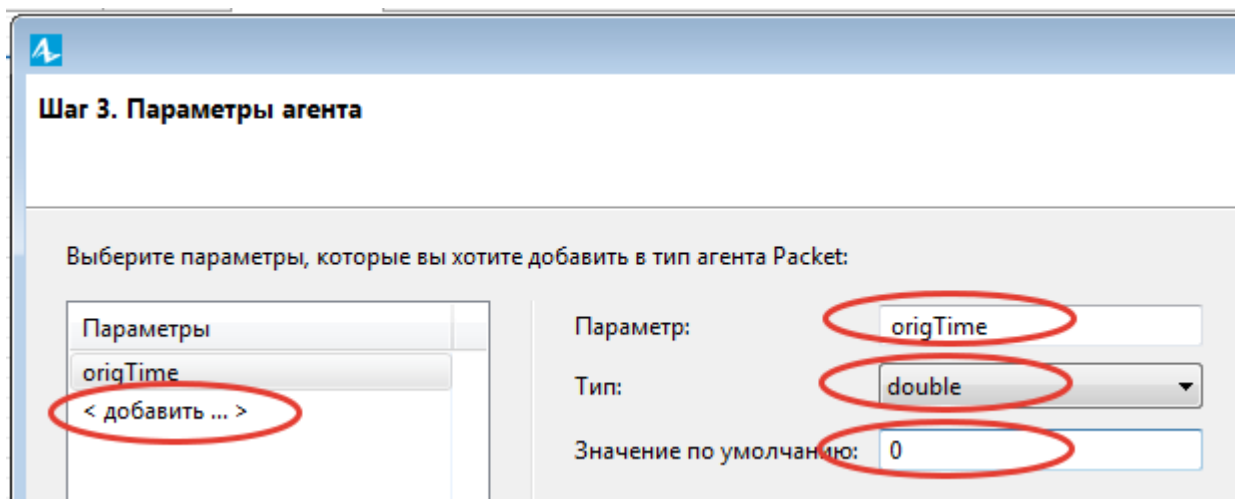 Шаг 3. Параметры агента
Выберите параметры, которые вы хотите добавить в тип агента Packet:
Параметры
origTime
< добавить ... >
Параметр: origTime
Тип: double
Значение по умолчанию: 0